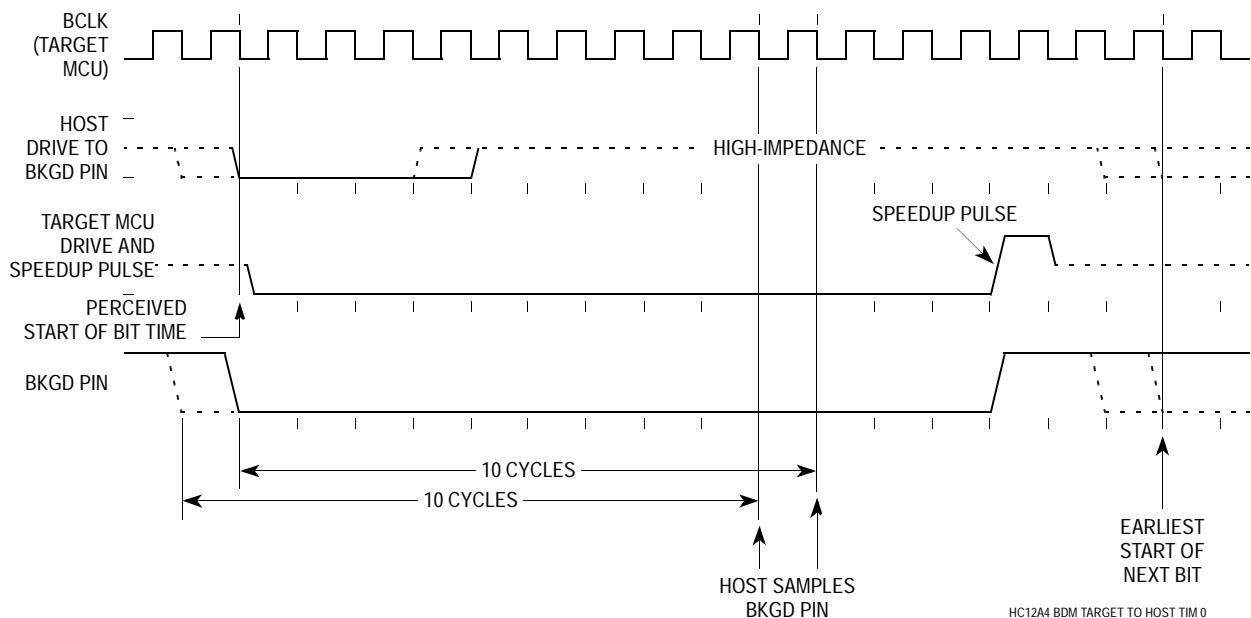 BCLK
(TARGET
MCU)
HOST
DRIVE TO
BKGD PIN
HIGH-IMPEDANCE
TARGET MCU
DRIVE AND
SPEEDUP PULSE
SPEEDUP PULSE
PERCEIVED
START OF BIT TIME
BKGD PIN
10 CYCLES
10 CYCLES
HOST SAMPLES
BKGD PIN
EARLIEST
START OF
NEXT BIT
HC12A4 BDM TARGET TO HOST TIM 0